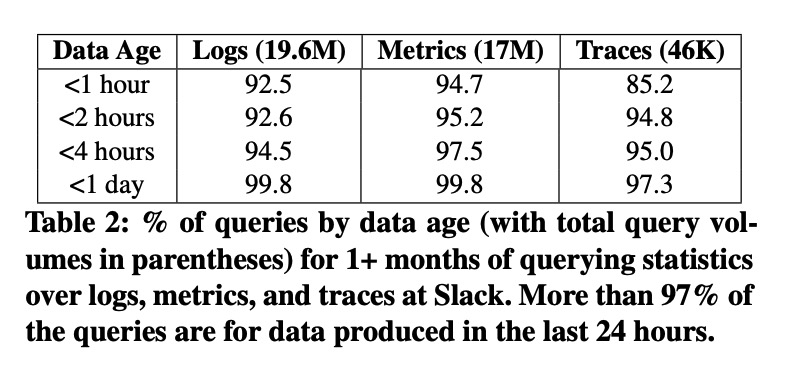 Data Age Logs (19.6M) Metrics (17M) Traces (46K)
<1 hour 92.5 94.7 85.2
<2 hours 92.6 95.2 94.8
<4 hours 94.5 97.5 95.0
<1 day 99.8 99.8 97.3
Table 2: % of queries by data age (with total query vol-
umes in parentheses) for 1+ months of querying statistics
over logs, metrics, and traces at Slack. More than 97% of
the queries are for data produced in the last 24 hours.